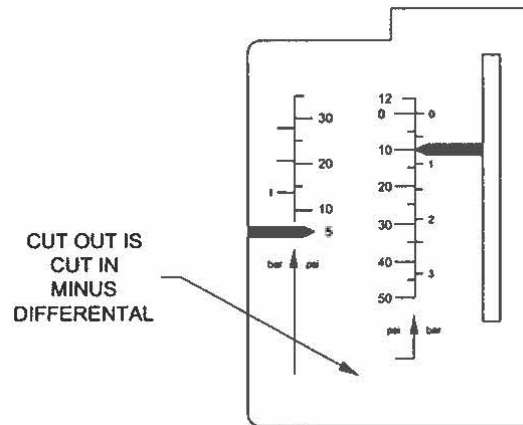 CUT OUT IS
CUT IN
MINUS
DIFFERENTAL
30
20
I
10
5
bar psi
12
0 0
10
1
20
2
30
40
3
50
psi bar